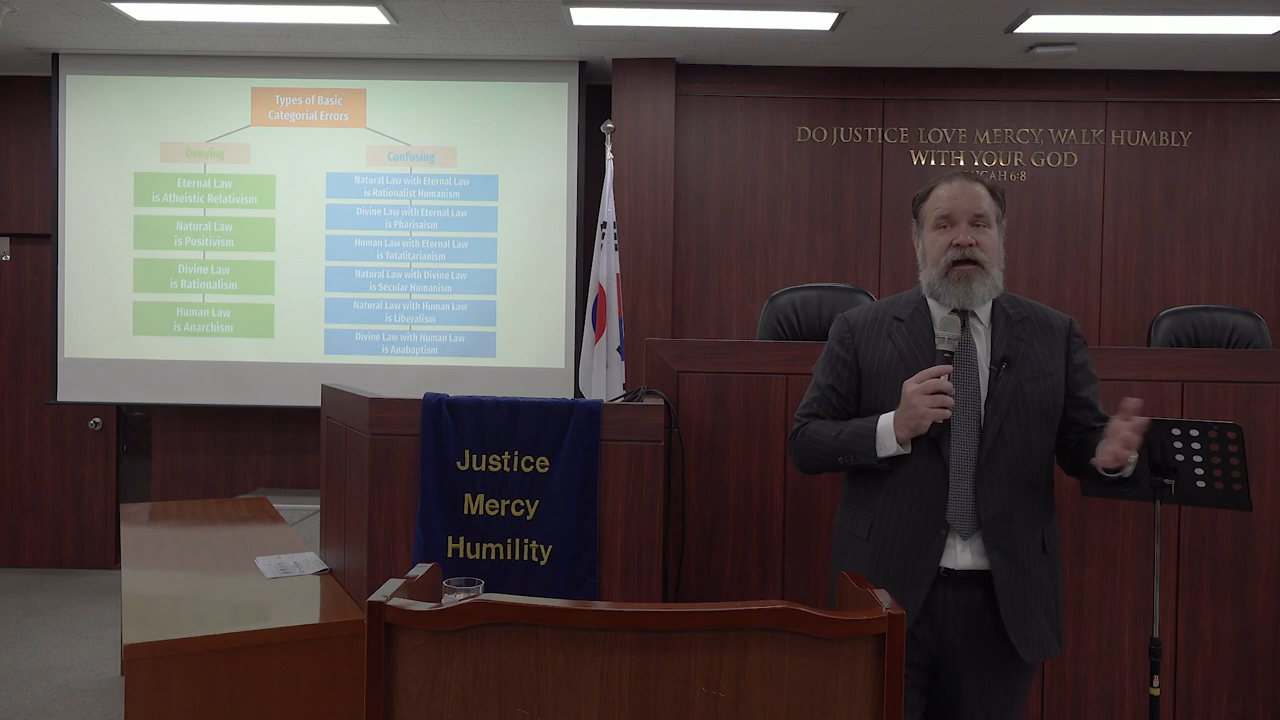 Types of Basic
Categorial Errors
Denying
Eternal Law
is Atheistic Relativism
Natural Law
is Positivism
Divine Law
is Rationalism
Human Law
is Anarchism
Confusing
Natural Law with Eternal Law
is Rationalist Humanism
Divine Law with Eternal Law
is Pharisaism
Human Law with Eternal Law
is Totalitarianism
Natural Law with Divine Law
is Secular Humanism
Natural Law with Human Law
is Liberalism
Divine Law with Human Law
is Anabaptism
DO JUSTICE LOVE MERCY, WALK HUMBLY
WITH YOUR GOD
6:8
Justice
Mercy
Humility